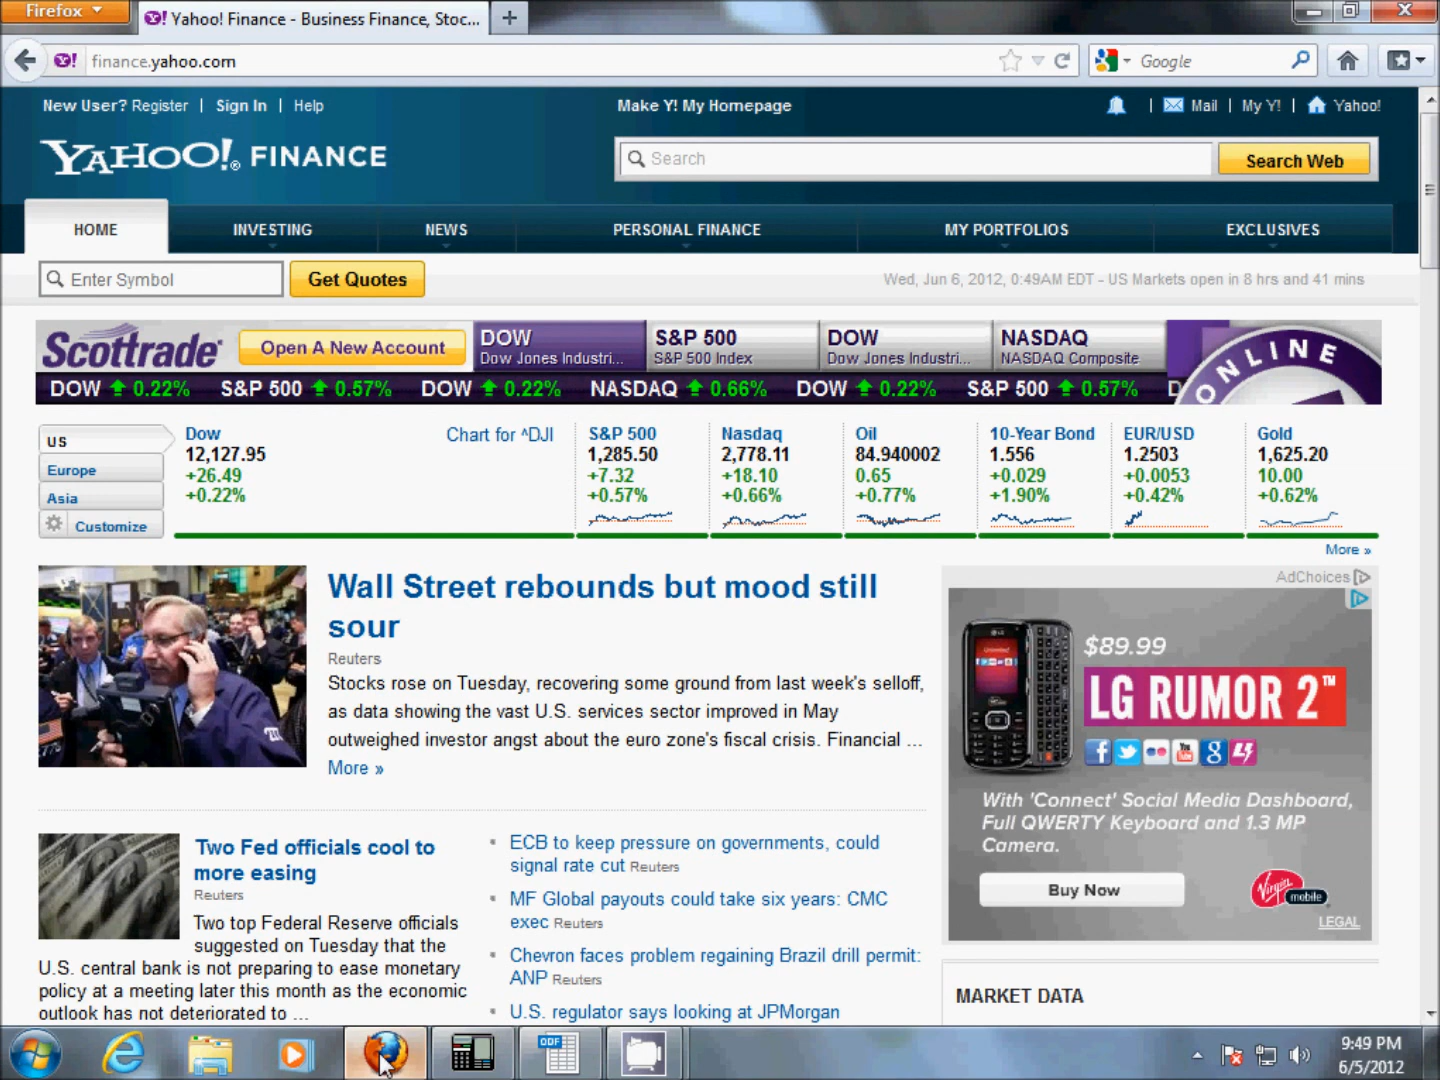 Firefox
Yahoo! Finance - Business Finance, Stoc...
finance.yahoo.com
Google
New User? Register | Sign In | Help
Make Y! My Homepage
| Mail | My Y! | Yahoo!
YAHOO!® FINANCE
Search
Search Web
HOME
INVESTING
NEWS
PERSONAL FINANCE
MY PORTFOLIOS
EXCLUSIVES
Enter Symbol
Get Quotes
Wed, Jun 6, 2012, 0:49AM EDT - US Markets open in 8 hrs and 41 mins
Scottrade
Open A New Account
DOW
Dow Jones Industri...
S&P 500
S&P 500 Index
DOW
Dow Jones Industri...
NASDAQ
NASDAQ Composite
ONLINE
DOW 0.22% S&P 500 0.57% DOW 0.22% NASDAQ 0.66% DOW 0.22% S&P 500 0.57% D
US
Europe
Asia
Customize
Dow
12,127.95
+26.49
+0.22%
Chart for ^DJI
S&P 500
1,285.50
+7.32
+0.57%
Nasdaq
2,778.11
+18.10
+0.66%
Oil
84.940002
0.65
+0.77%
10-Year Bond
1.556
+0.029
+1.90%
EUR/USD
1.2503
+0.0053
+0.42%
Gold
1,625.20
10.00
+0.62%
More »
Wall Street rebounds but mood still
sour
Reuters
Stocks rose on Tuesday, recovering some ground from last week's selloff,
as data showing the vast U.S. services sector improved in May
outweighed investor angst about the euro zone's fiscal crisis. Financial ...
More »
AdChoices
$89.99
LG RUMOR 2™
With 'Connect' Social Media Dashboard,
Full QWERTY Keyboard and 1.3 MP
Camera.
Buy Now
Virgin mobile
LEGAL
Two Fed officials cool to
more easing
Reuters
Two top Federal Reserve officials
suggested on Tuesday that the
U.S. central bank is not preparing to ease monetary
policy at a meeting later this month as the economic
outlook has not deteriorated to ...
ECB to keep pressure on governments, could
signal rate cut Reuters
MF Global payouts could take six years: CMC
exec Reuters
Chevron faces problem regaining Brazil drill permit:
ANP Reuters
U.S. regulator says looking at JPMorgan
MARKET DATA
ODF
9:49 PM
6/5/2012